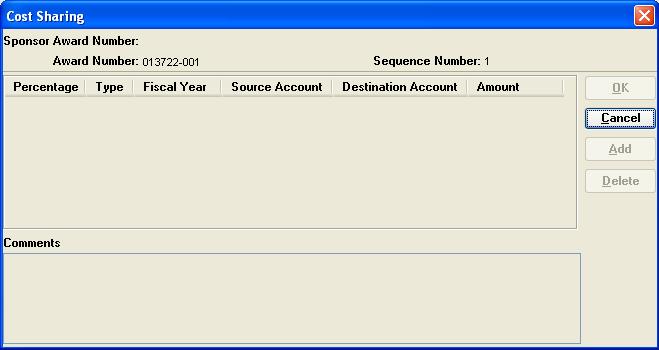 Cost Sharing
Sponsor Award Number:
Award Number: 013722-001 Sequence Number: 1
Percentage Type Fiscal Year Source Account Destination Account Amount
OK
Cancel
Add
Delete
Comments